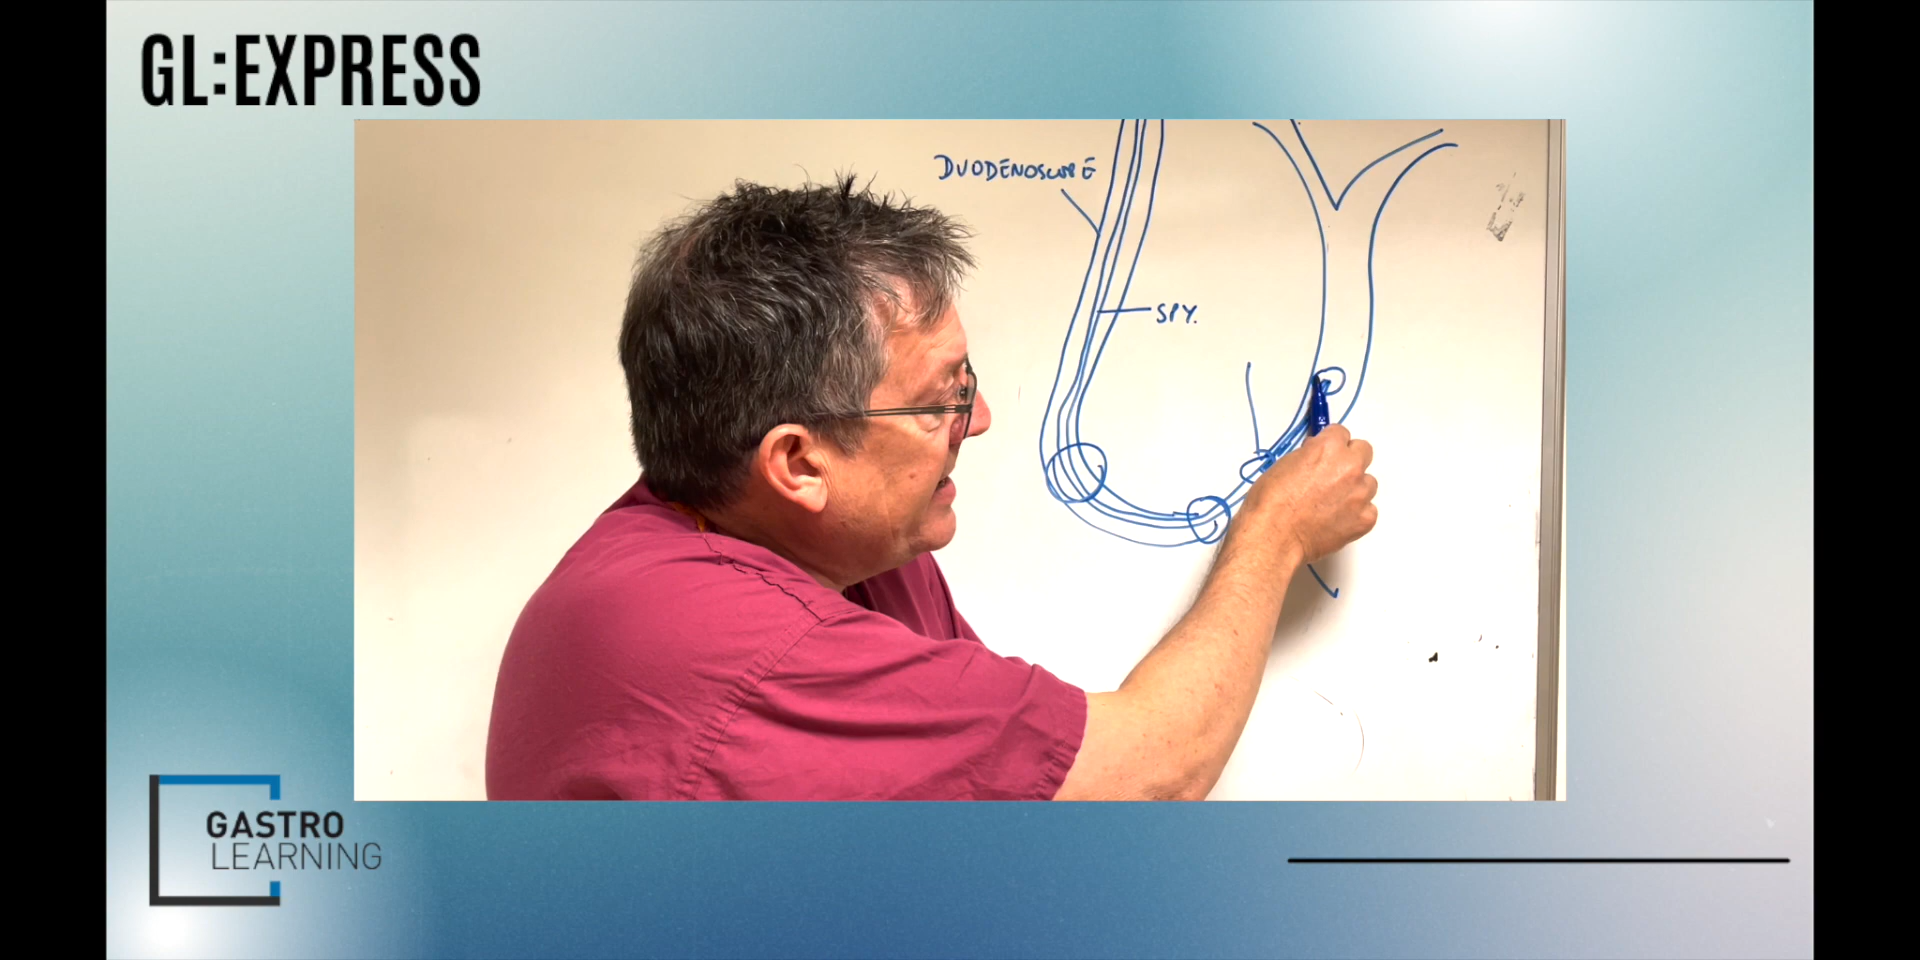 GL:EXPRESS
DUODENOSCOPE
SPY.
GASTRO
LEARNING